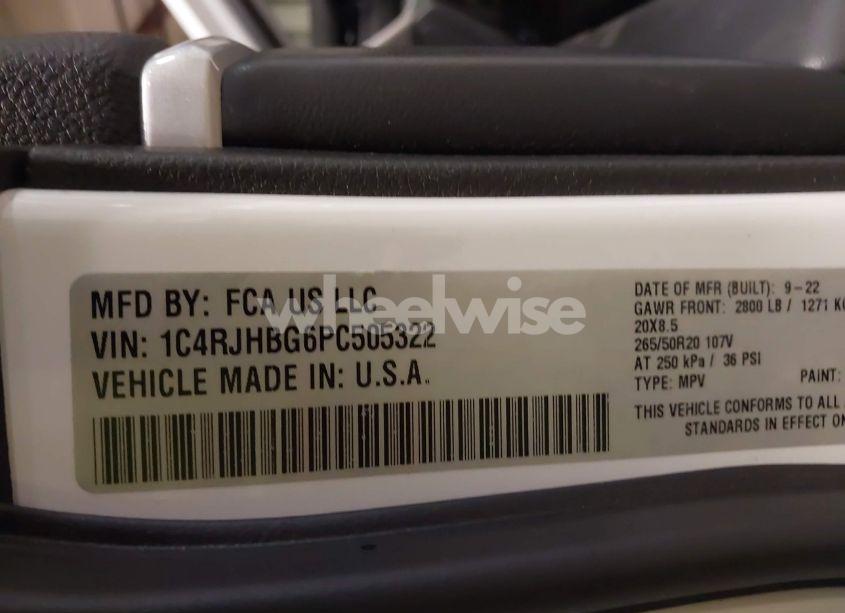 MFD BY: FCA US LLC
VIN: 1C4RJHBG6PC505322
VEHICLE MADE IN: U.S.A.
DATE OF MFR (BUILT): 9-22
GAWR FRONT: 2800 LB / 1271 K
20X8.5
265/50R20 107V
AT 250 kPa / 36 PSI
TYPE: MPV PAINT:
THIS VEHICLE CONFORMS TO ALL
STANDARDS IN EFFECT ON
wheelwise